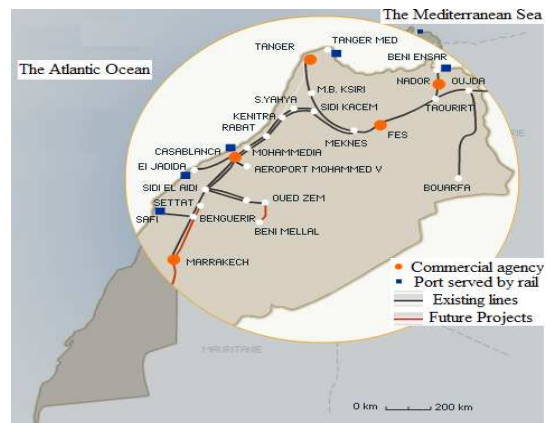 The Mediterranean Sea
TANGER MED
TANGER
BENI ENSAR
The Atlantic Ocean
NADOR
OUJDA
M.B. KSIRI
S.YAHYA
SIDI KACEM
TAOURIRT
KENITRA
RABAT
FES
MEKNES
CASABLANCA
MOHAMMEDIA
El JADIDA
AEROPORT MOHAMMED V
SIDI EL AIDI
BOUARFA
OUED ZEM
SETTAT
SAFI
BENGUERIR
BENI MELLAL
MARRAKECH
Commercial agency
Port served by rail
Existing lines
Future Projects
MAURITANIE
0 km
200 km